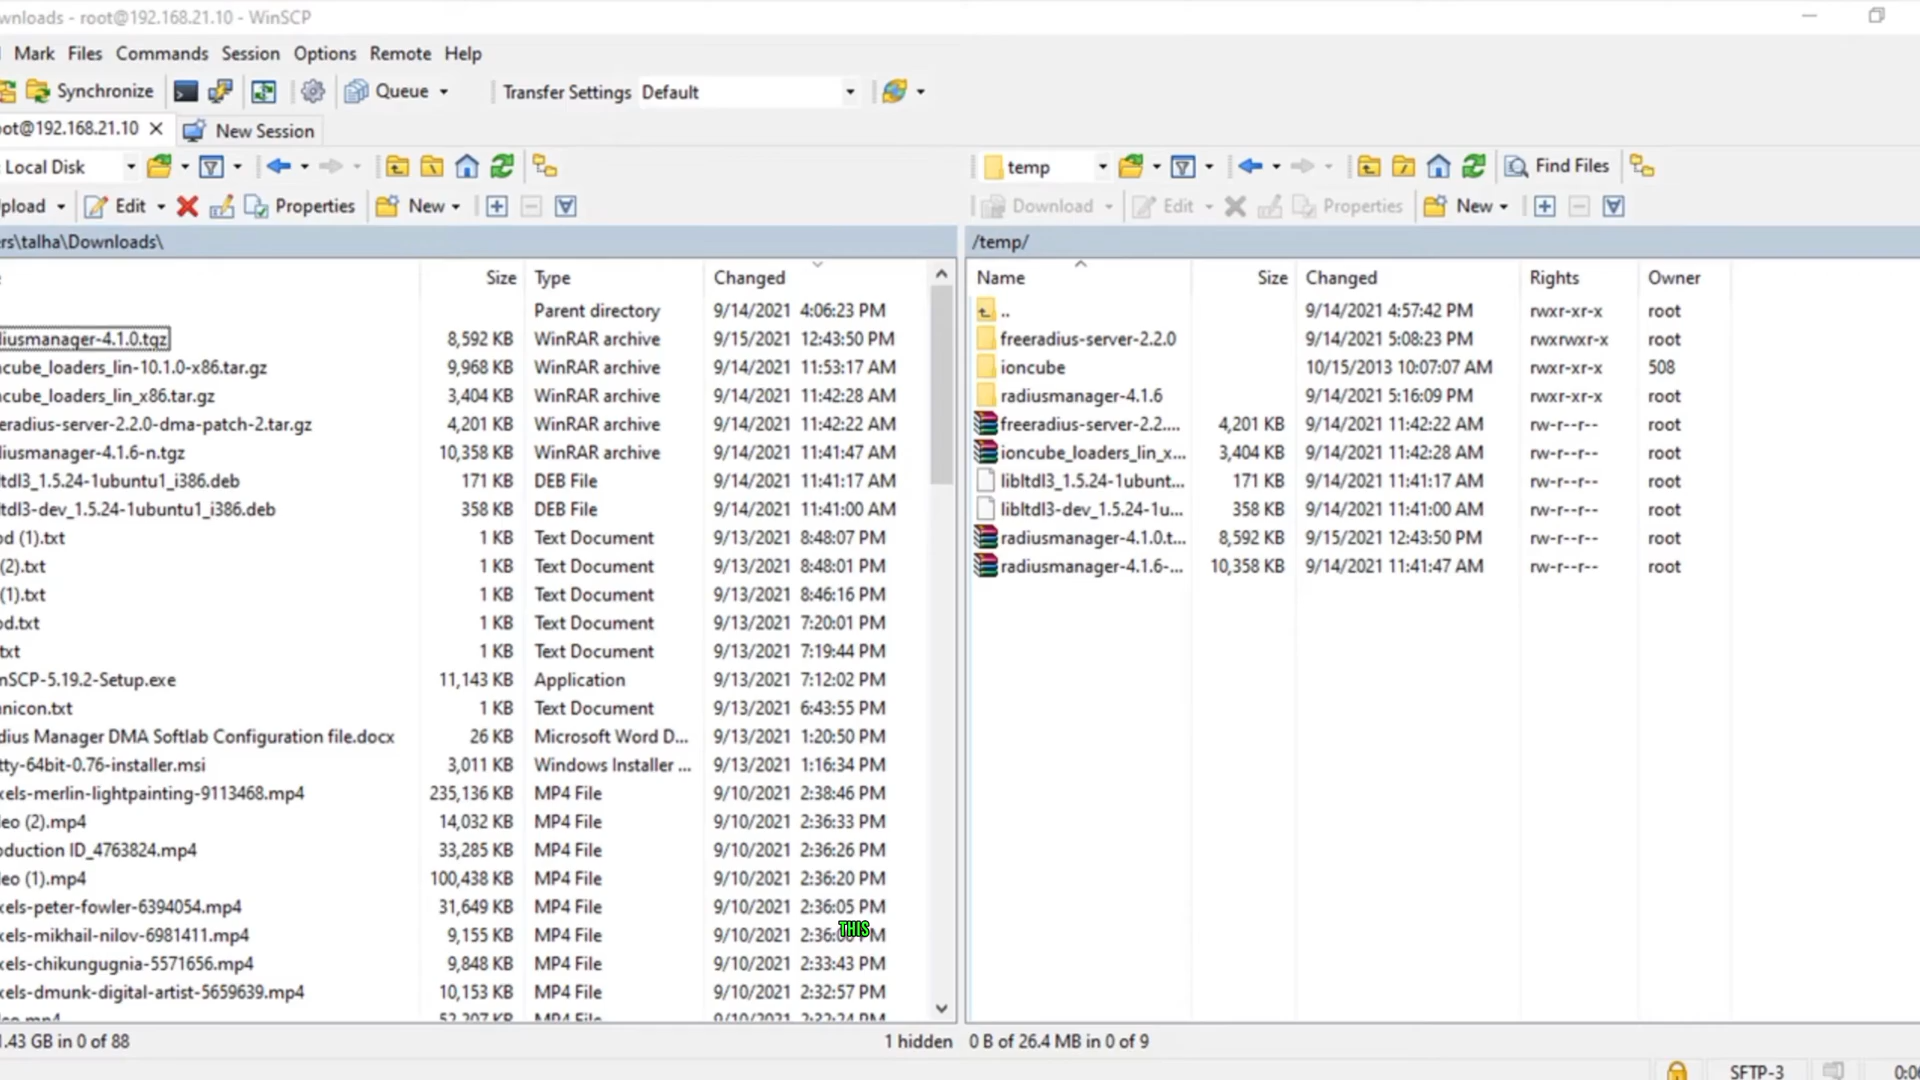 wnloads - root@192.168.21.10 - WinSCP
Mark Files Commands Session Options Remote Help
Synchronize Queue Transfer Settings Default
ot@192.168.21.10 New Session
Local Disk temp Find Files
pload Edit Properties New Download Edit Properties New
rs\talha\Downloads\ /temp/
Size Type Changed Name Size Changed Rights Owner
Parent directory 9/14/2021 4:06:23 PM .. 9/14/2021 4:57:42 PM rwxr-xr-x root
liusmanager-4.1.0.tgz 8,592 KB WinRAR archive 9/15/2021 12:43:50 PM freeradius-server-2.2.0 9/14/2021 5:08:23 PM rwxrwxr-x root
ncube_loaders_lin-10.1.0-x86.tar.gz 9,968 KB WinRAR archive 9/14/2021 11:53:17 AM ioncube 10/15/2013 10:07:07 AM rwxr-xr-x 508
ncube_loaders_lin_x86.tar.gz 3,404 KB WinRAR archive 9/14/2021 11:42:28 AM radiusmanager-4.1.6 9/14/2021 5:16:09 PM rwxr-xr-x root
eradius-server-2.2.0-dma-patch-2.tar.gz 4,201 KB WinRAR archive 9/14/2021 11:42:22 AM freeradius-server-2.2.... 4,201 KB 9/14/2021 11:42:22 AM rw-r--r-- root
diusmanager-4.1.6-n.tgz 10,358 KB WinRAR archive 9/14/2021 11:41:47 AM ioncube_loaders_lin_x... 3,404 KB 9/14/2021 11:42:28 AM rw-r--r-- root
ltdl3_1.5.24-1ubuntu1_i386.deb 171 KB DEB File 9/14/2021 11:41:17 AM libltdl3_1.5.24-1ubunt... 171 KB 9/14/2021 11:41:17 AM rw-r--r-- root
ltdl3-dev_1.5.24-1ubuntu1_i386.deb 358 KB DEB File 9/14/2021 11:41:00 AM libltdl3-dev_1.5.24-1u... 358 KB 9/14/2021 11:41:00 AM rw-r--r-- root
od (1).txt 1 KB Text Document 9/13/2021 8:48:07 PM radiusmanager-4.1.0.t... 8,592 KB 9/15/2021 12:43:50 PM rw-r--r-- root
(2).txt 1 KB Text Document 9/13/2021 8:48:01 PM radiusmanager-4.1.6-... 10,358 KB 9/14/2021 11:41:47 AM rw-r--r-- root
(1).txt 1 KB Text Document 9/13/2021 8:46:16 PM
od.txt 1 KB Text Document 9/13/2021 7:20:01 PM
txt 1 KB Text Document 9/13/2021 7:19:44 PM
nSCP-5.19.2-Setup.exe 11,143 KB Application 9/13/2021 7:12:02 PM
nicon.txt 1 KB Text Document 9/13/2021 6:43:55 PM
dius Manager DMA Softlab Configuration file.docx 26 KB Microsoft Word D... 9/13/2021 1:20:50 PM
tty-64bit-0.76-installer.msi 3,011 KB Windows Installer ... 9/13/2021 1:16:34 PM
xels-merlin-lightpainting-9113468.mp4 235,136 KB MP4 File 9/10/2021 2:38:46 PM
eo (2).mp4 14,032 KB MP4 File 9/10/2021 2:36:33 PM
oduction ID_4763824.mp4 33,285 KB MP4 File 9/10/2021 2:36:26 PM
eo (1).mp4 100,438 KB MP4 File 9/10/2021 2:36:20 PM
xels-peter-fowler-6394054.mp4 31,649 KB MP4 File 9/10/2021 2:36:05 PM
xels-mikhail-nilov-6981411.mp4 9,155 KB MP4 File 9/10/2021 PM
THIS
xels-chikungugnia-5571656.mp4 9,848 KB MP4 File 9/10/2021 2:33:43 PM
xels-dmunk-digital-artist-5659639.mp4 10,153 KB MP4 File 9/10/2021 2:32:57 PM
1.43 GB in 0 of 88 1 hidden 0 B of 26.4 MB in 0 of 9
SFTP-3